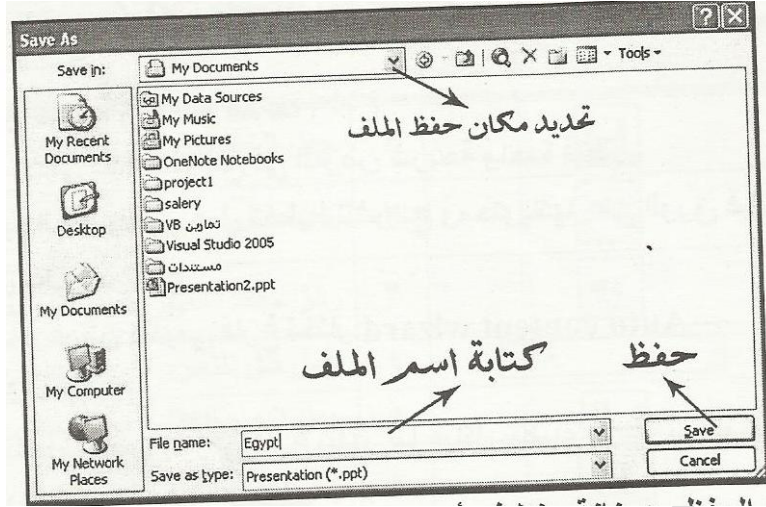 Save As
Save in:
My Documents
Tools
My Recent Documents
Desktop
My Documents
My Computer
My Network Places
My Data Sources
My Music
My Pictures
OneNote Notebooks
project1
salery
تمارين VB
Visual Studio 2005
مستندات
Presentation2.ppt
تحديد مكان حفظ الملف
كتابة اسم الملف
حفظ
File name:
Egypt
Save
Save as type:
Presentation (*.ppt)
Cancel